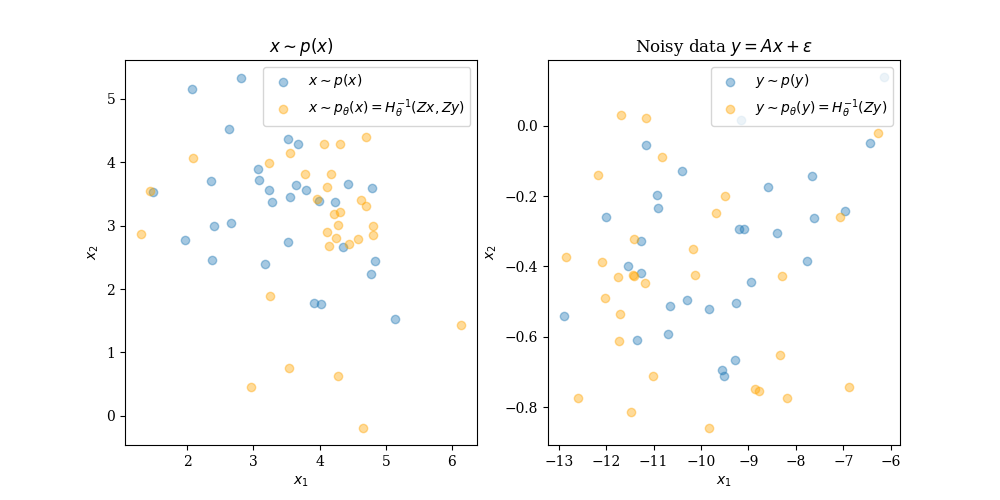 x ∼ p(x)
x ∼ p(x)
x ∼ p_θ(x) = H_θ^{-1}(Zx, Zy)
5
4
3
2
1
0
x_2
2 3 4 5 6
x_1
Noisy data y = Ax + ε
y ∼ p(y)
y ∼ p_θ(y) = H_θ^{-1}(Zy)
0.0
−0.2
−0.4
−0.6
−0.8
x_2
−13 −12 −11 −10 −9 −8 −7 −6
x_1